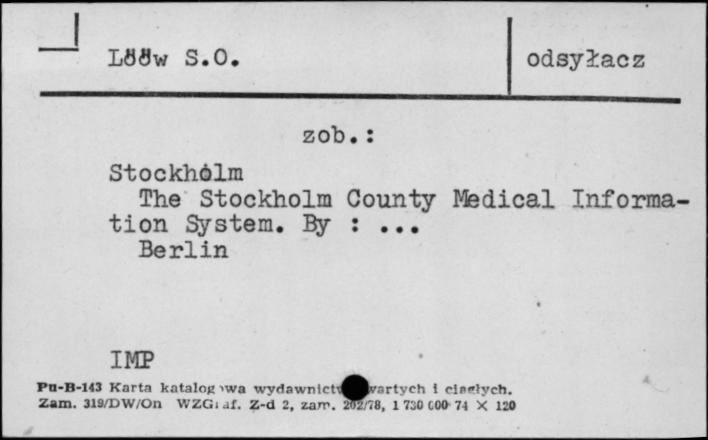 Lööw S.O.
odsyłacz
zob.:
Stockholm
The Stockholm County Medical Informa-
tion System. By : ...
Berlin
IMP
Pu-B-143 Karta katalogowa wydawnictw zwartych i ciągłych.
Zam. 319/DW/On WZGraf. Z-d 2, zam. 202/78, 1 730 000 74 X 120